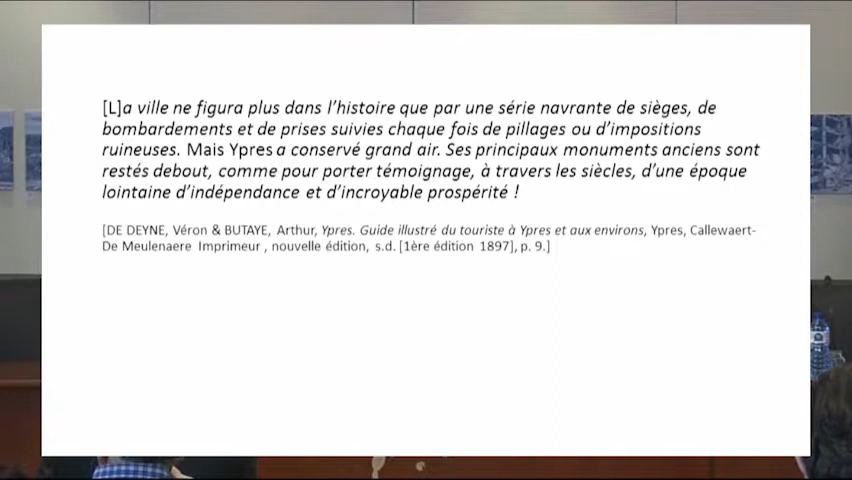 [L]a ville ne figura plus dans l’histoire que par une série navrante de sièges, de
bombardements et de prises suivies chaque fois de pillages ou d’impositions
ruineuses. Mais Ypres a conservé grand air. Ses principaux monuments anciens sont
restés debout, comme pour porter témoignage, à travers les siècles, d’une époque
lointaine d’indépendance et d’incroyable prospérité !
[DE DEYNE, Véron & BUTAYE, Arthur, Ypres. Guide illustré du touriste à Ypres et aux environs, Ypres, Callewaert-
De Meulenaere Imprimeur , nouvelle édition, s.d. [1ère édition 1897], p. 9.]